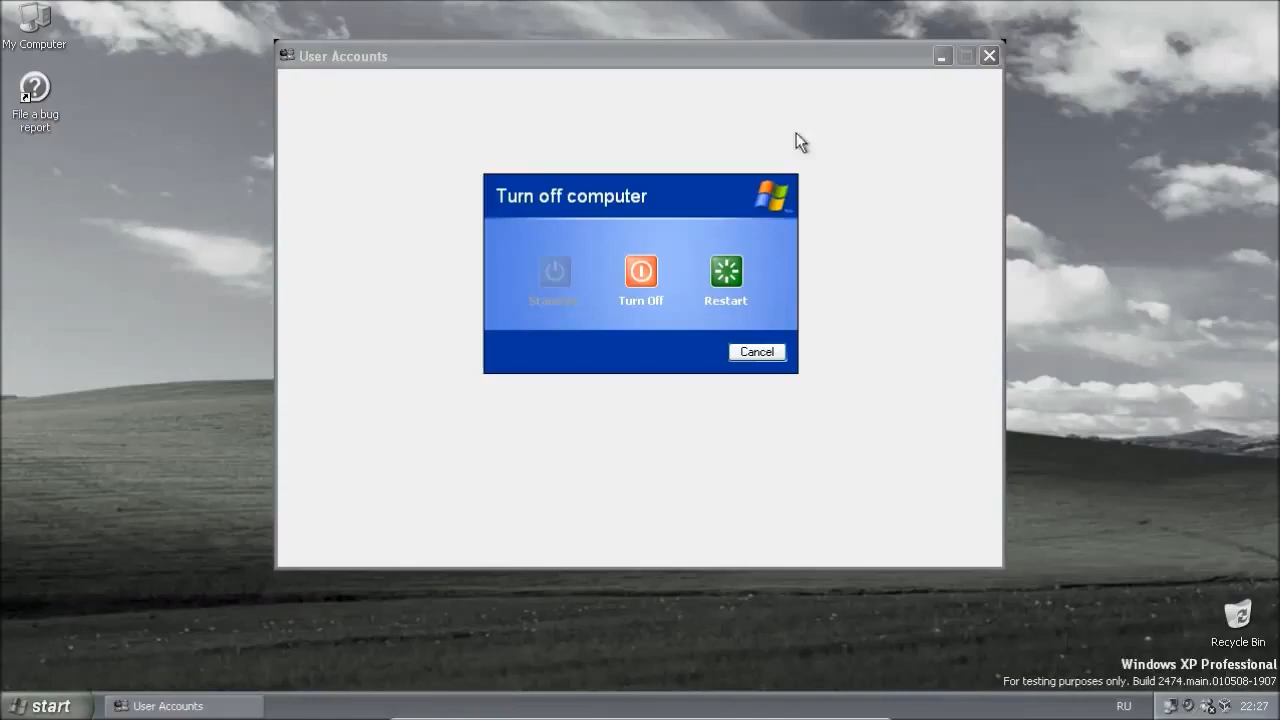 My Computer
File a bug
report
User Accounts
Turn off computer
Turn Off
Restart
Cancel
Recycle Bin
Windows XP Professional
For testing purposes only. Build 2474.main.010508-1907
start
User Accounts
RU
22:27